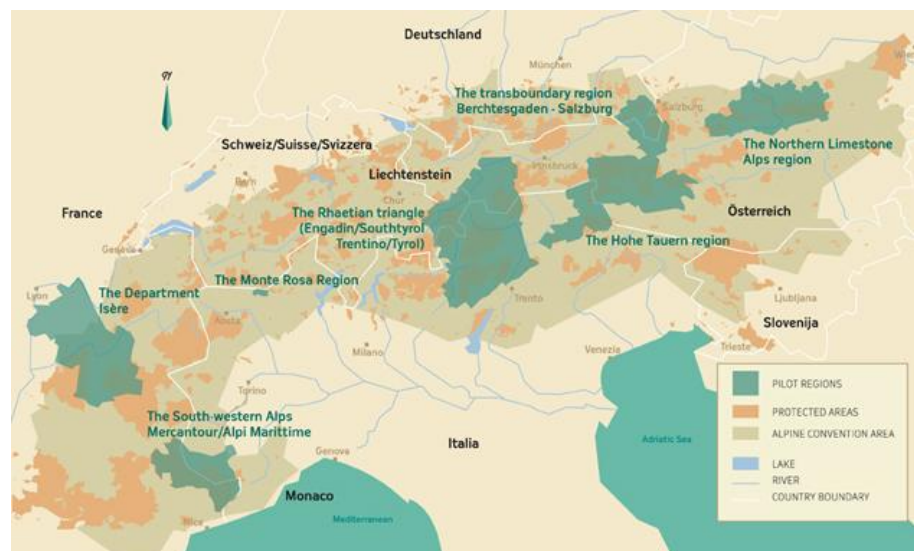 Deutschland
München
The transboundary region
Berchtesgaden - Salzburg
Salzburg
Wien
The Northern Limestone
Alps region
Schweiz/Suisse/Svizzera
Liechtenstein
Innsbruck
Bern
Chur
France
The Rhaetian triangle
(Engadin/Southtyrol
Trentino/Tyrol)
Österreich
The Hohe Tauern region
Genève
The Monte Rosa Region
Lyon
The Department
Isère
Aosta
Trento
Ljubljana
Slovenija
Milano
Venezia
Trieste
Torino
The South-western Alps
Mercantour/Alpi Marittime
Italia
Adriatic Sea
Genova
Monaco
Nice
Mediterranean
PILOT REGIONS
PROTECTED AREAS
ALPINE CONVENTION AREA
LAKE
RIVER
COUNTRY BOUNDARY